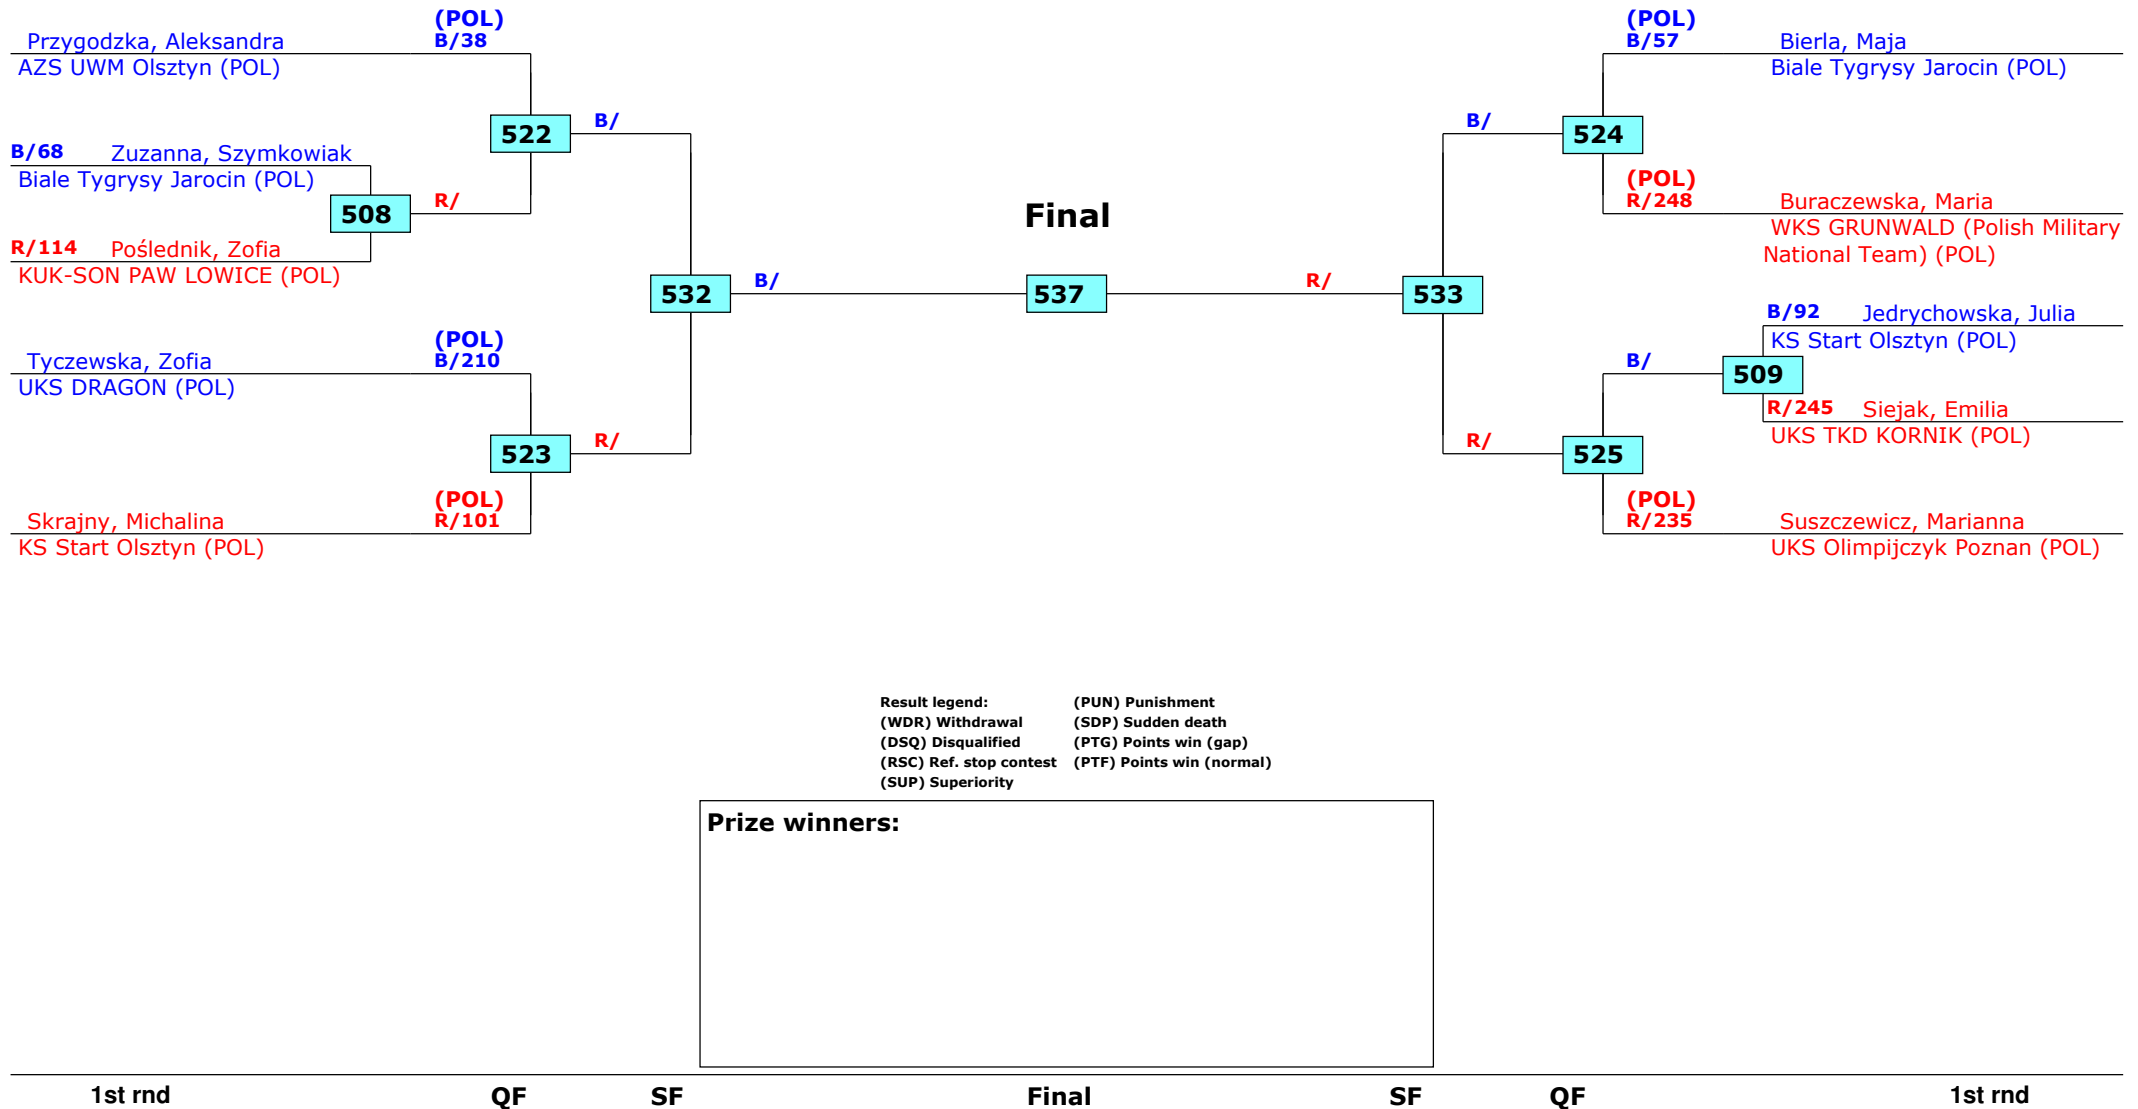 (POL)
B/38
Przygodzka, Aleksandra
AZS UWM Olsztyn (POL)
522
B/
B/68 Zuzanna, Szymkowiak
Biale Tygrysy Jarocin (POL)
508
R/
R/114 Poślednik, Zofia
KUK-SON PAW LOWICE (POL)
532
B/
(POL)
B/210
Tyczewska, Zofia
UKS DRAGON (POL)
523
R/
(POL)
R/101
Skrajny, Michalina
KS Start Olsztyn (POL)
Final
537
(POL)
B/57
Bierla, Maja
Biale Tygrysy Jarocin (POL)
B/
524
(POL)
R/248
Buraczewska, Maria
WKS GRUNWALD (Polish Military
National Team) (POL)
R/
533
B/92 Jedrychowska, Julia
KS Start Olsztyn (POL)
B/
509
R/245 Siejak, Emilia
UKS TKD KORNIK (POL)
R/
525
(POL)
R/235
Suszczewicz, Marianna
UKS Olimpijczyk Poznan (POL)
Result legend:
(WDR) Withdrawal
(DSQ) Disqualified
(RSC) Ref. stop contest
(SUP) Superiority
(PUN) Punishment
(SDP) Sudden death
(PTG) Points win (gap)
(PTF) Points win (normal)
Prize winners:
1st rnd QF SF Final SF QF 1st rnd